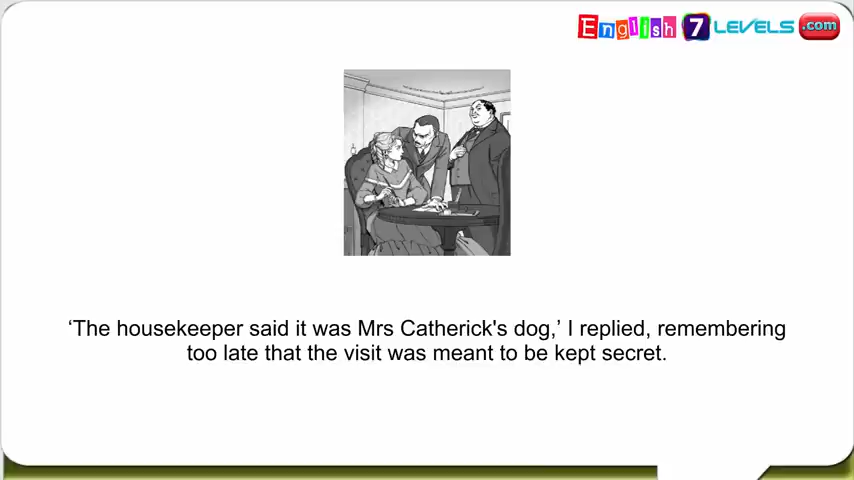 English 7 LEVELS .com
‘The housekeeper said it was Mrs Catherick's dog,’ I replied, remembering
too late that the visit was meant to be kept secret.